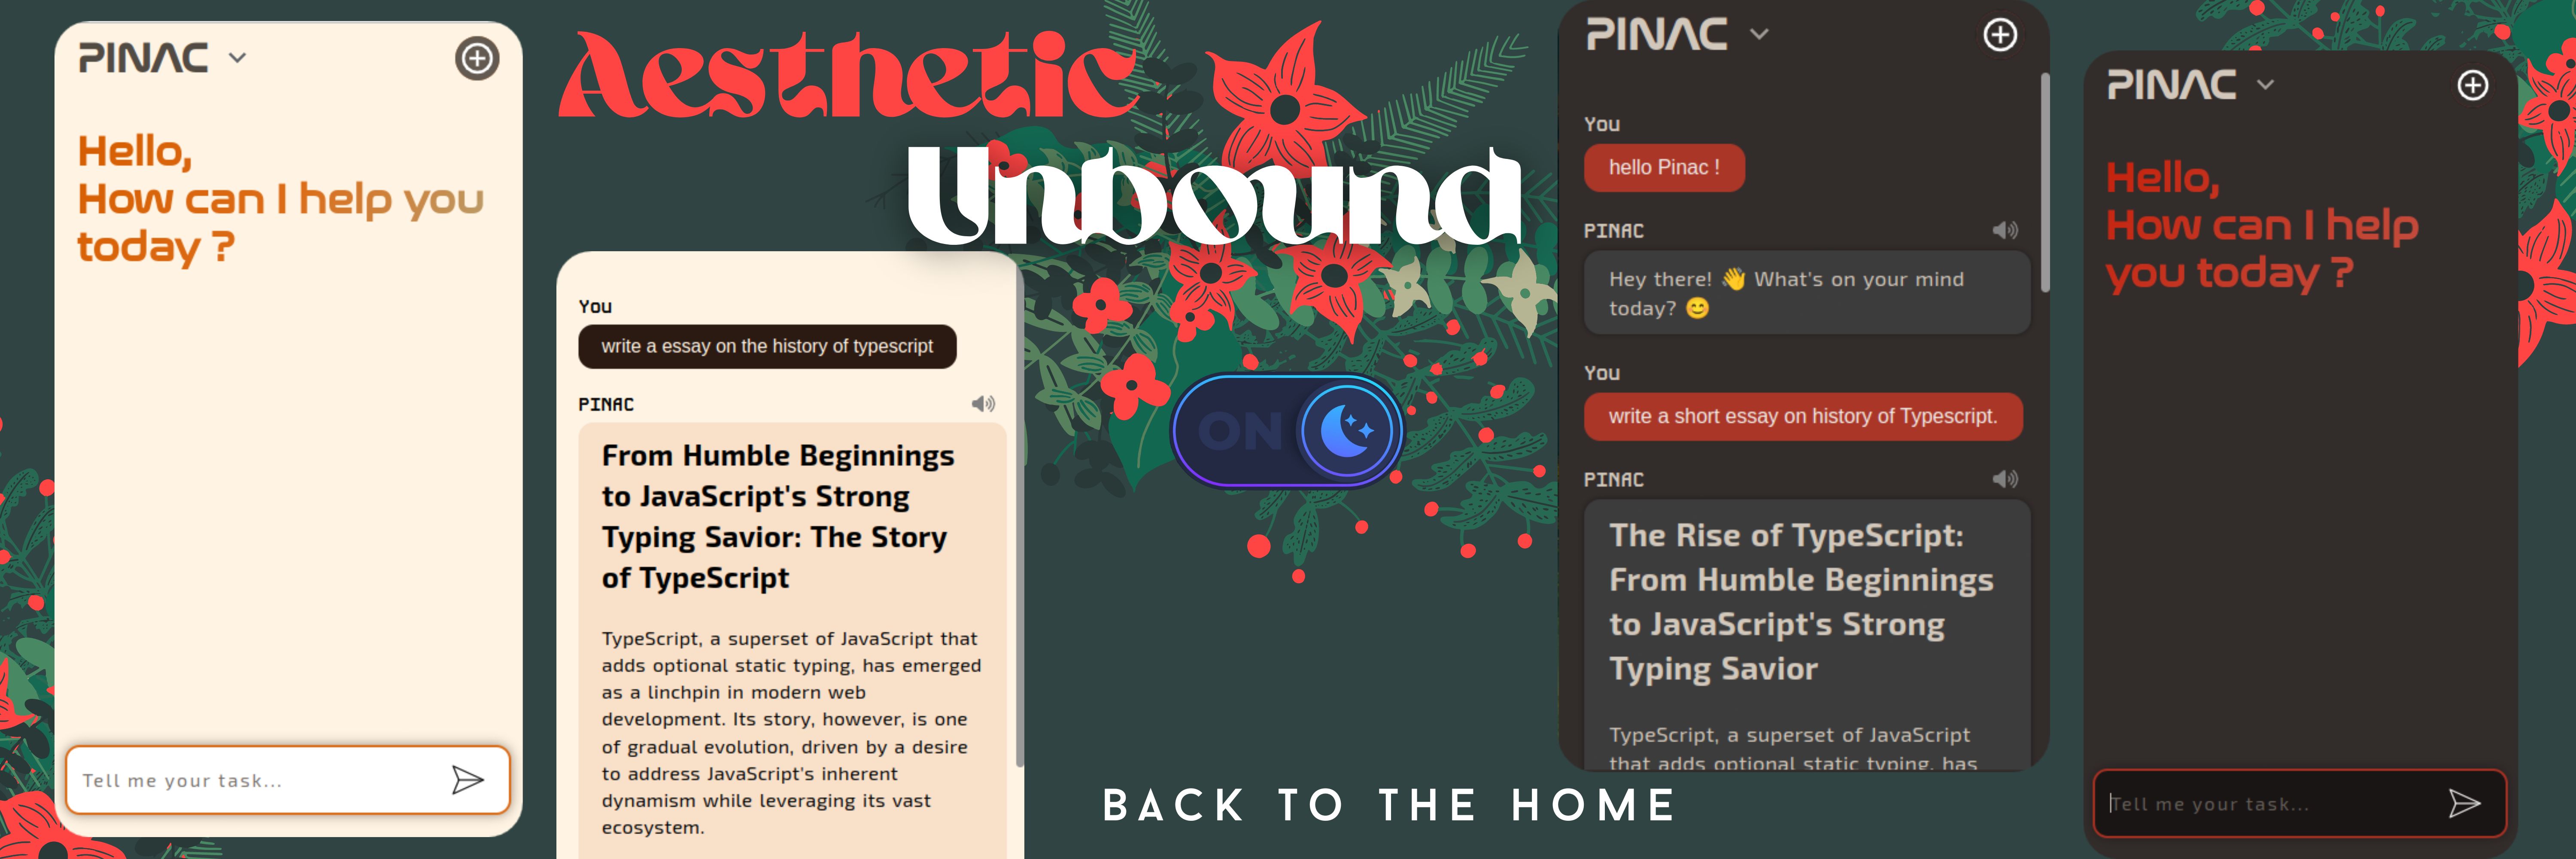 PINAC
Hello,
How can I help you
today ?
Tell me your task...
Aesthetic
Unbound
You
write a essay on the history of typescript
PINAC
From Humble Beginnings
to JavaScript's Strong
Typing Savior: The Story
of TypeScript
TypeScript, a superset of JavaScript that
adds optional static typing, has emerged
as a linchpin in modern web
development. Its story, however, is one
of gradual evolution, driven by a desire
to address JavaScript's inherent
dynamism while leveraging its vast
ecosystem.
ON
BACK TO THE HOME
PINAC
You
hello Pinac !
PINAC
Hey there! 👋 What's on your mind
today? 😊
You
write a short essay on history of Typescript.
PINAC
The Rise of TypeScript:
From Humble Beginnings
to JavaScript's Strong
Typing Savior
TypeScript, a superset of JavaScript
that adds optional static typing, has
PINAC
Hello,
How can I help
you today ?
Tell me your task...